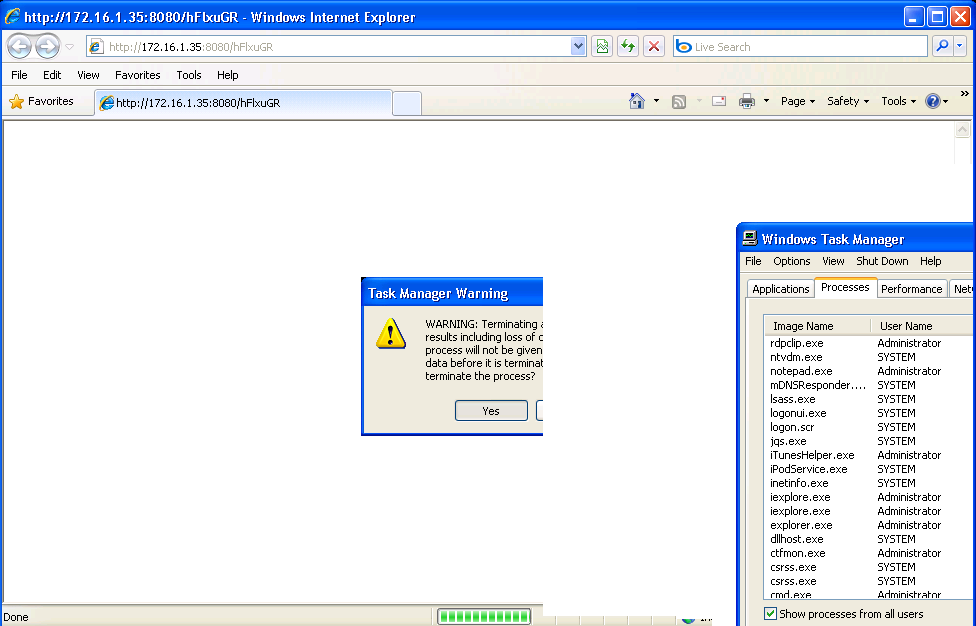 http://172.16.1.35:8080/hFlxuGR - Windows Internet Explorer
http://172.16.1.35:8080/hFlxuGR
Live Search
File Edit View Favorites Tools Help
Favorites
http://172.16.1.35:8080/hFlxuGR
Page Safety Tools
Windows Task Manager
File Options View Shut Down Help
Applications Processes Performance
Image Name User Name
rdpclip.exe Administrator
ntvdm.exe SYSTEM
notepad.exe Administrator
mDNSResponder.... SYSTEM
lsass.exe SYSTEM
logonui.exe SYSTEM
logon.scr SYSTEM
jqs.exe SYSTEM
iTunesHelper.exe Administrator
iPodService.exe SYSTEM
inetinfo.exe SYSTEM
iexplore.exe Administrator
iexplore.exe Administrator
explorer.exe Administrator
dllhost.exe SYSTEM
ctfmon.exe Administrator
csrss.exe SYSTEM
csrss.exe SYSTEM
cmd.exe Administrator
Show processes from all users
Task Manager Warning
WARNING: Terminating a
results including loss of
process will not be given
data before it is terminat
terminate the process?
Yes
Done